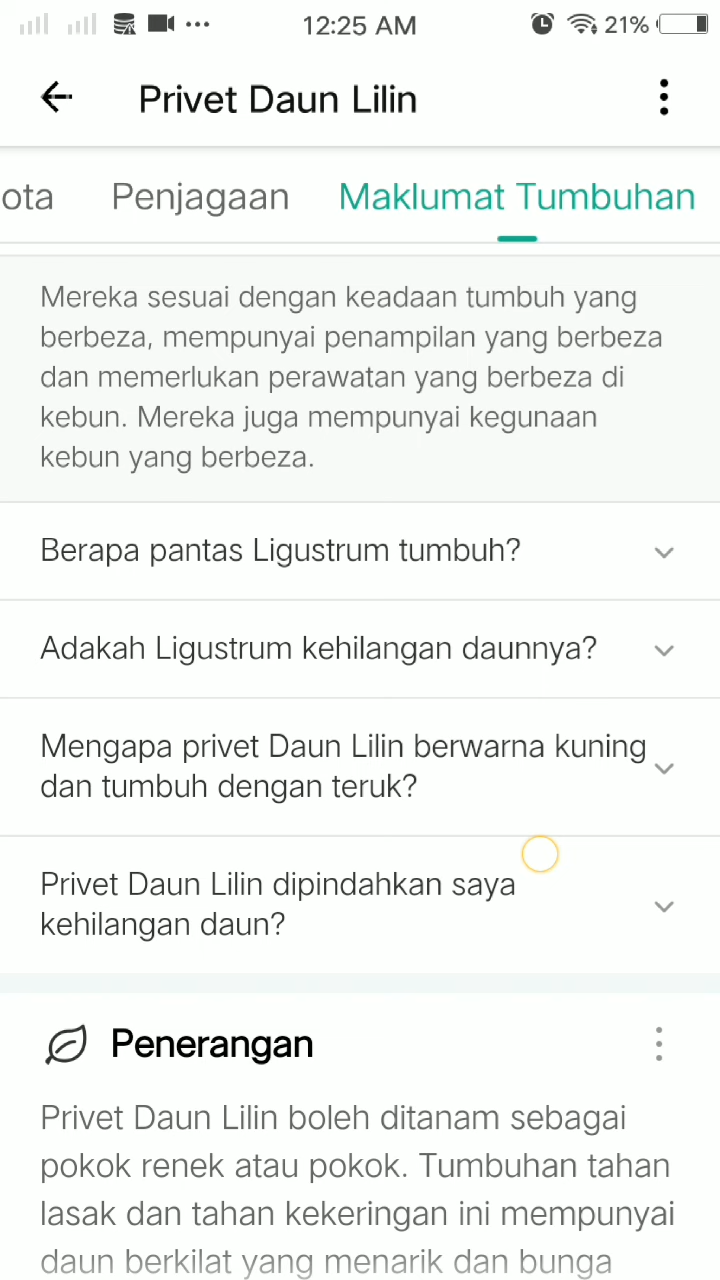 12:25 AM
21%
Privet Daun Lilin
ota
Penjagaan
Maklumat Tumbuhan
Mereka sesuai dengan keadaan tumbuh yang
berbeza, mempunyai penampilan yang berbeza
dan memerlukan perawatan yang berbeza di
kebun. Mereka juga mempunyai kegunaan
kebun yang berbeza.
Berapa pantas Ligustrum tumbuh?
Adakah Ligustrum kehilangan daunnya?
Mengapa privet Daun Lilin berwarna kuning
dan tumbuh dengan teruk?
Privet Daun Lilin dipindahkan saya
kehilangan daun?
Penerangan
Privet Daun Lilin boleh ditanam sebagai
pokok renek atau pokok. Tumbuhan tahan
lasak dan tahan kekeringan ini mempunyai
daun berkilat yang menarik dan bunga